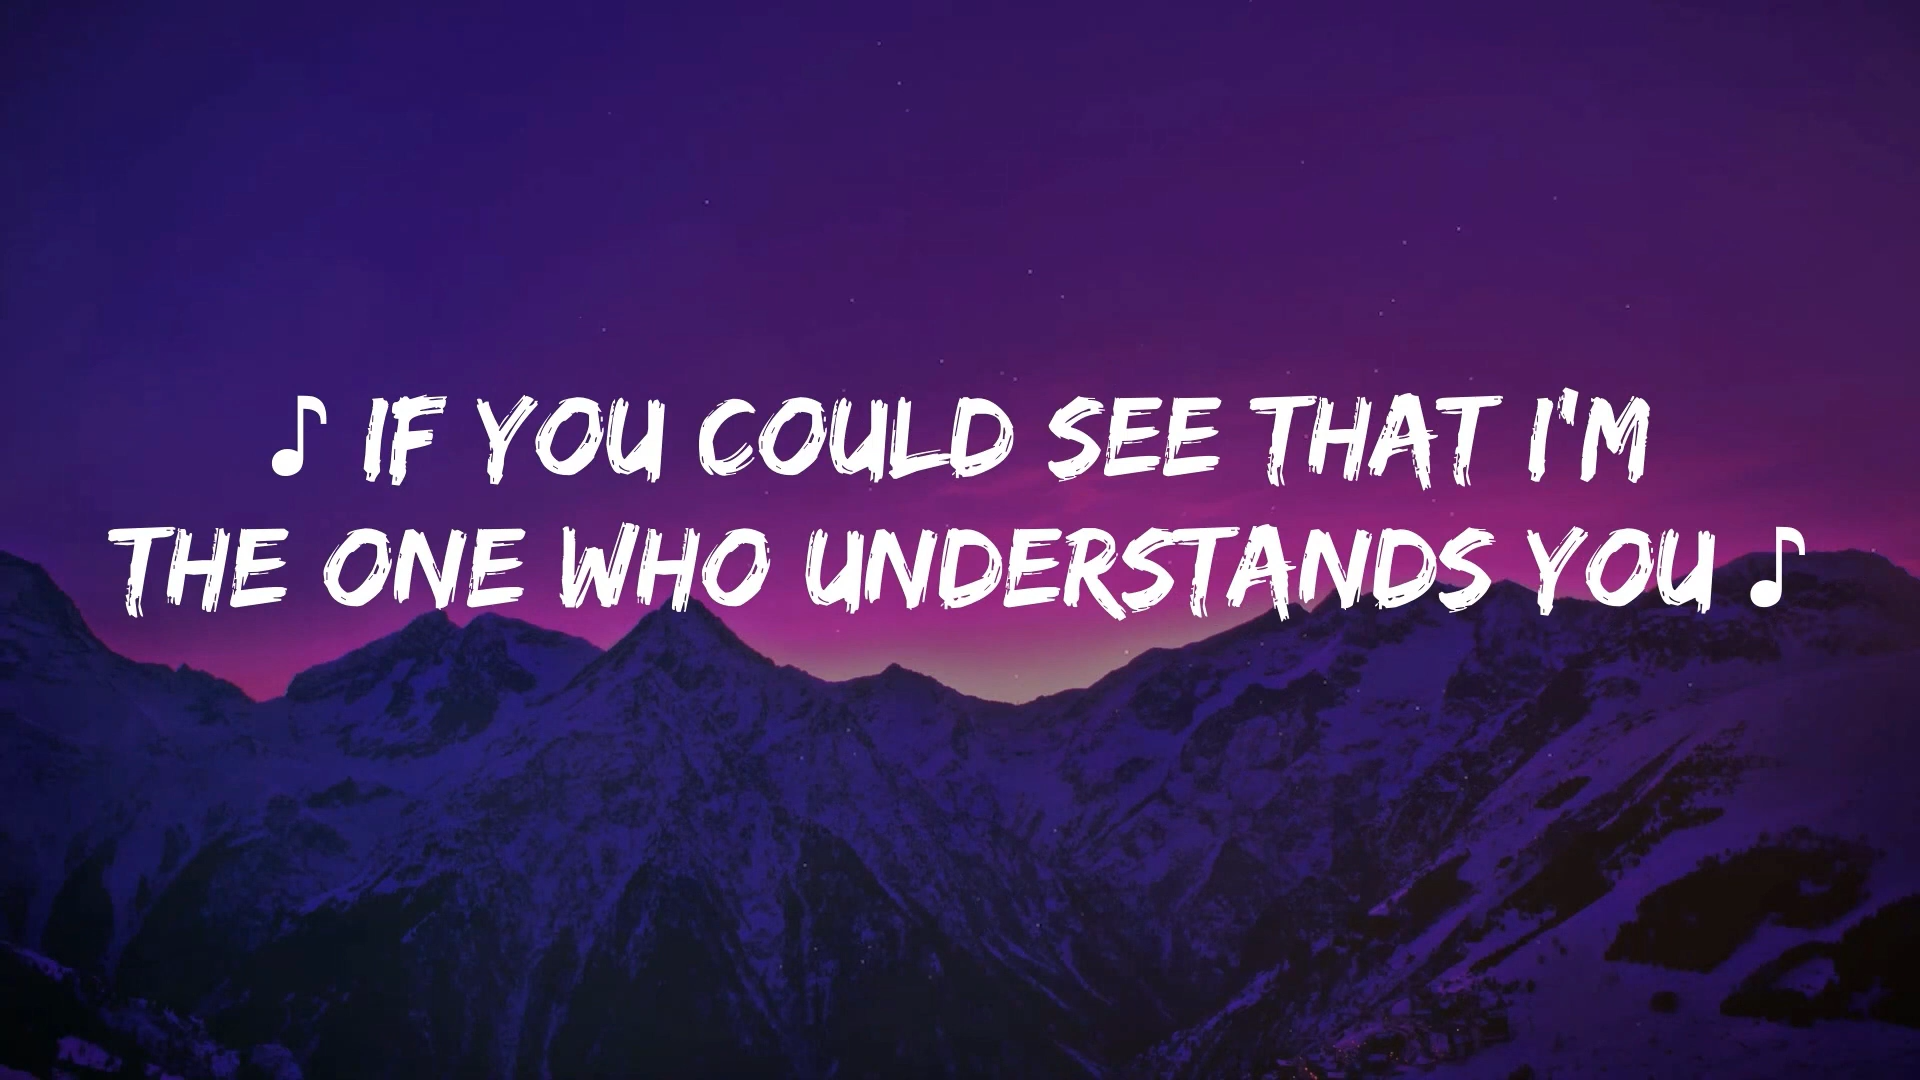 ♪ IF YOU COULD SEE THAT I'M
THE ONE WHO UNDERSTANDS YOU ♪